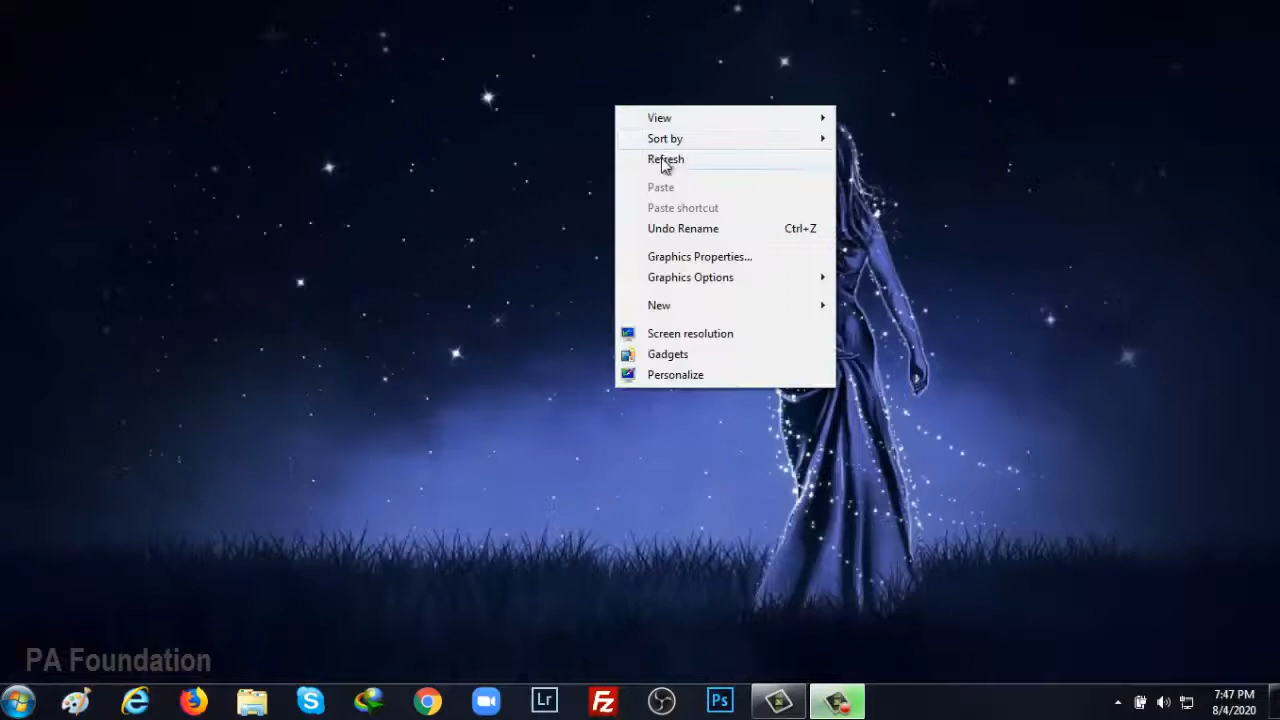 View
Sort by
Refresh
Paste
Paste shortcut
Undo Rename Ctrl+Z
Graphics Properties...
Graphics Options
New
Screen resolution
Gadgets
Personalize
PA Foundation
Lr
Fz
Ps
7:47 PM
8/4/2020